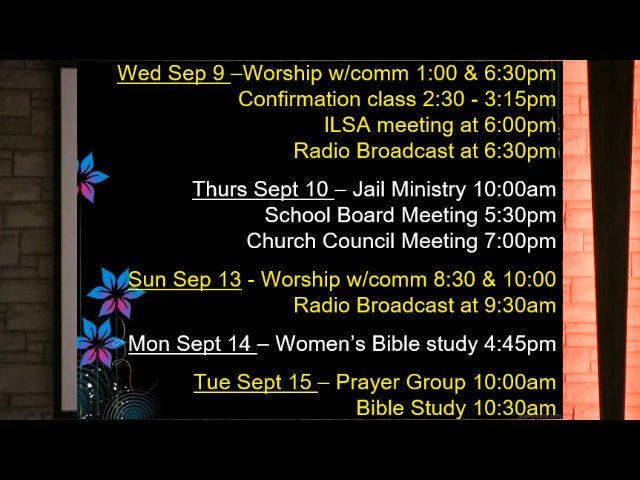 Wed Sep 9 –Worship w/comm 1:00 & 6:30pm
Confirmation class 2:30 - 3:15pm
ILSA meeting at 6:00pm
Radio Broadcast at 6:30pm
Thurs Sept 10 – Jail Ministry 10:00am
School Board Meeting 5:30pm
Church Council Meeting 7:00pm
Sun Sep 13 - Worship w/comm 8:30 & 10:00
Radio Broadcast at 9:30am
Mon Sept 14 – Women’s Bible study 4:45pm
Tue Sept 15 – Prayer Group 10:00am
Bible Study 10:30am